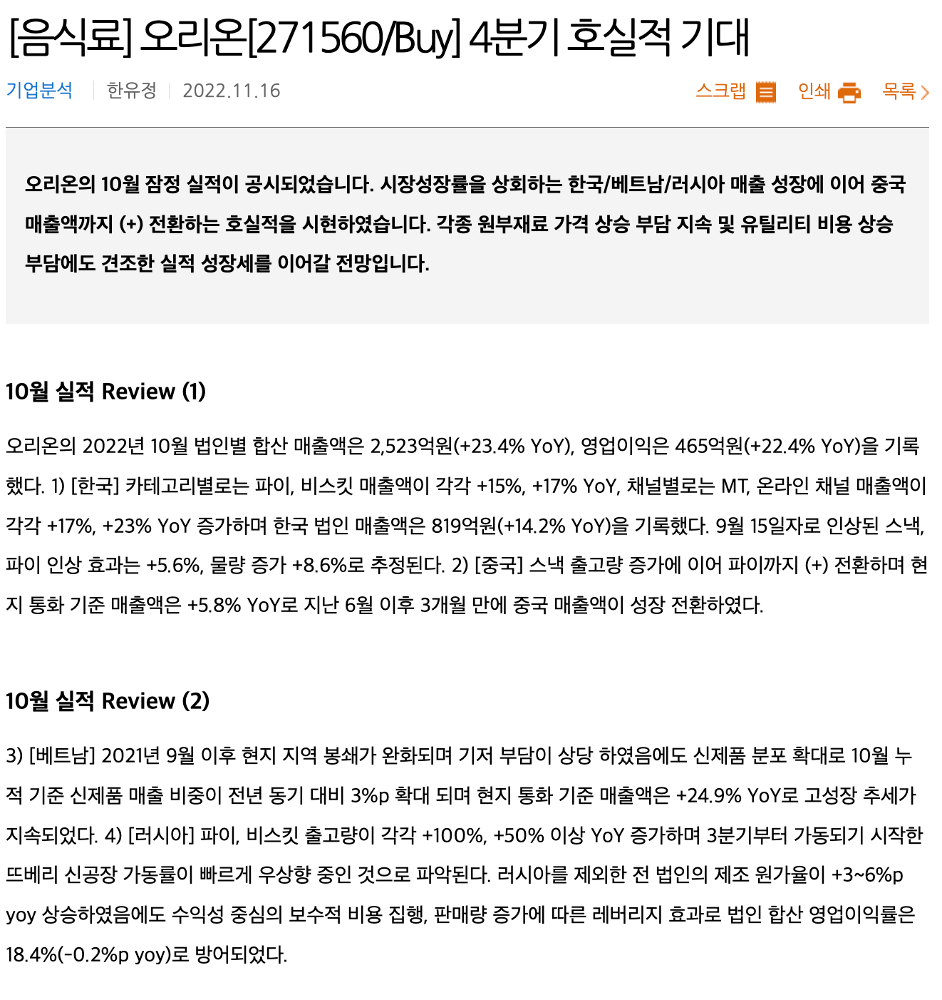 [음식료] 오리온[271560/Buy] 4분기 호실적 기대
기업분석 한유정 2022.11.16 스크랩 인쇄 목록
오리온의 10월 잠정 실적이 공시되었습니다. 시장성장률을 상회하는 한국/베트남/러시아 매출 성장에 이어 중국
매출액까지 (+) 전환하는 호실적을 시현하였습니다. 각종 원부재료 가격 상승 부담 지속 및 유틸리티 비용 상승
부담에도 견조한 실적 성장세를 이어갈 전망입니다.
10월 실적 Review (1)
오리온의 2022년 10월 법인별 합산 매출액은 2,523억원(+23.4% YoY), 영업이익은 465억원(+22.4% YoY)을 기록
했다. 1) [한국] 카테고리별로는 파이, 비스킷 매출액이 각각 +15%, +17% YoY, 채널별로는 MT, 온라인 채널 매출액이
각각 +17%, +23% YoY 증가하며 한국 법인 매출액은 819억원(+14.2% YoY)을 기록했다. 9월 15일자로 인상된 스낵,
파이 인상 효과는 +5.6%, 물량 증가 +8.6%로 추정된다. 2) [중국] 스낵 출고량 증가에 이어 파이까지 (+) 전환하며 현
지 통화 기준 매출액은 +5.8% YoY로 지난 6월 이후 3개월 만에 중국 매출액이 성장 전환하였다.
10월 실적 Review (2)
3) [베트남] 2021년 9월 이후 현지 지역 봉쇄가 완화되며 기저 부담이 상당 하였음에도 신제품 분포 확대로 10월 누
적 기준 신제품 매출 비중이 전년 동기 대비 3%p 확대 되며 현지 통화 기준 매출액은 +24.9% YoY로 고성장 추세가
지속되었다. 4) [러시아] 파이, 비스킷 출고량이 각각 +100%, +50% 이상 YoY 증가하며 3분기부터 가동되기 시작한
뜨베리 신공장 가동률이 빠르게 우상향 중인 것으로 파악된다. 러시아를 제외한 전 법인의 제조 원가율이 +3~6%p
yoy 상승하였음에도 수익성 중심의 보수적 비용 집행, 판매량 증가에 따른 레버리지 효과로 법인 합산 영업이익률은
18.4%(-0.2%p yoy)로 방어되었다.